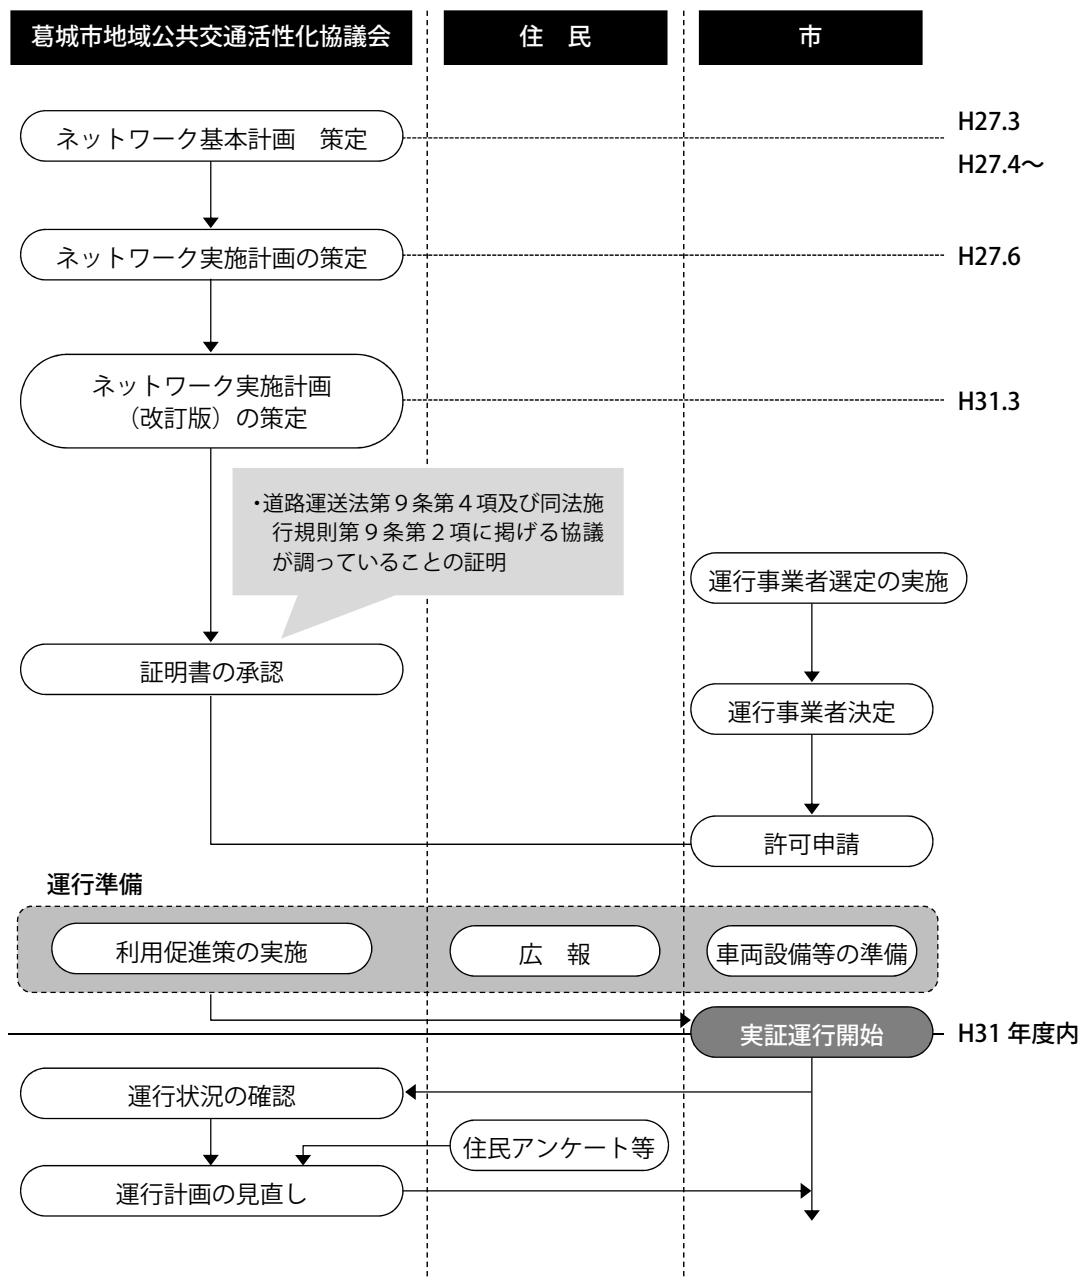 葛城市地域公共交通活性化協議会
住　民
市
ネットワーク基本計画　策定
H27.3
H27.4～
ネットワーク実施計画の策定
H27.6
ネットワーク実施計画
（改訂版）の策定
H31.3
・道路運送法第９条第４項及び同法施
行規則第９条第２項に掲げる協議
が調っていることの証明
運行事業者選定の実施
証明書の承認
運行事業者決定
許可申請
運行準備
利用促進策の実施
広　報
車両設備等の準備
実証運行開始
H31 年度内
運行状況の確認
住民アンケート等
運行計画の見直し